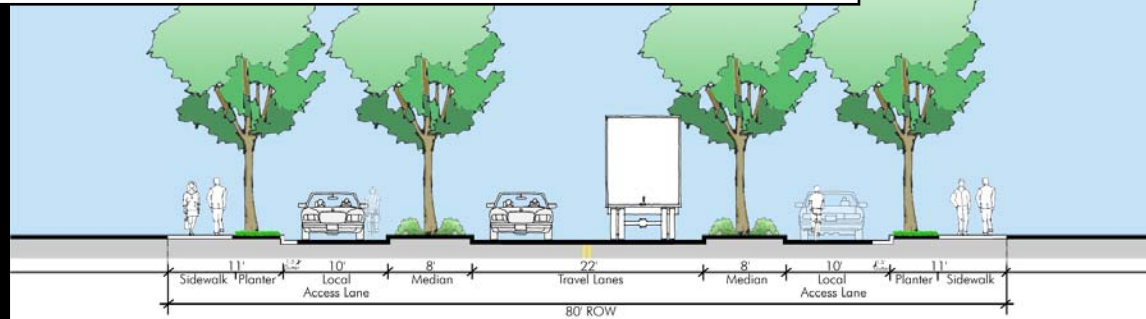 11' 10' 8' 22' 8' 10' 11'
Sidewalk Planter Local Median Travel Lanes Median Local Planter Sidewalk
Access Lane Access Lane
80' ROW